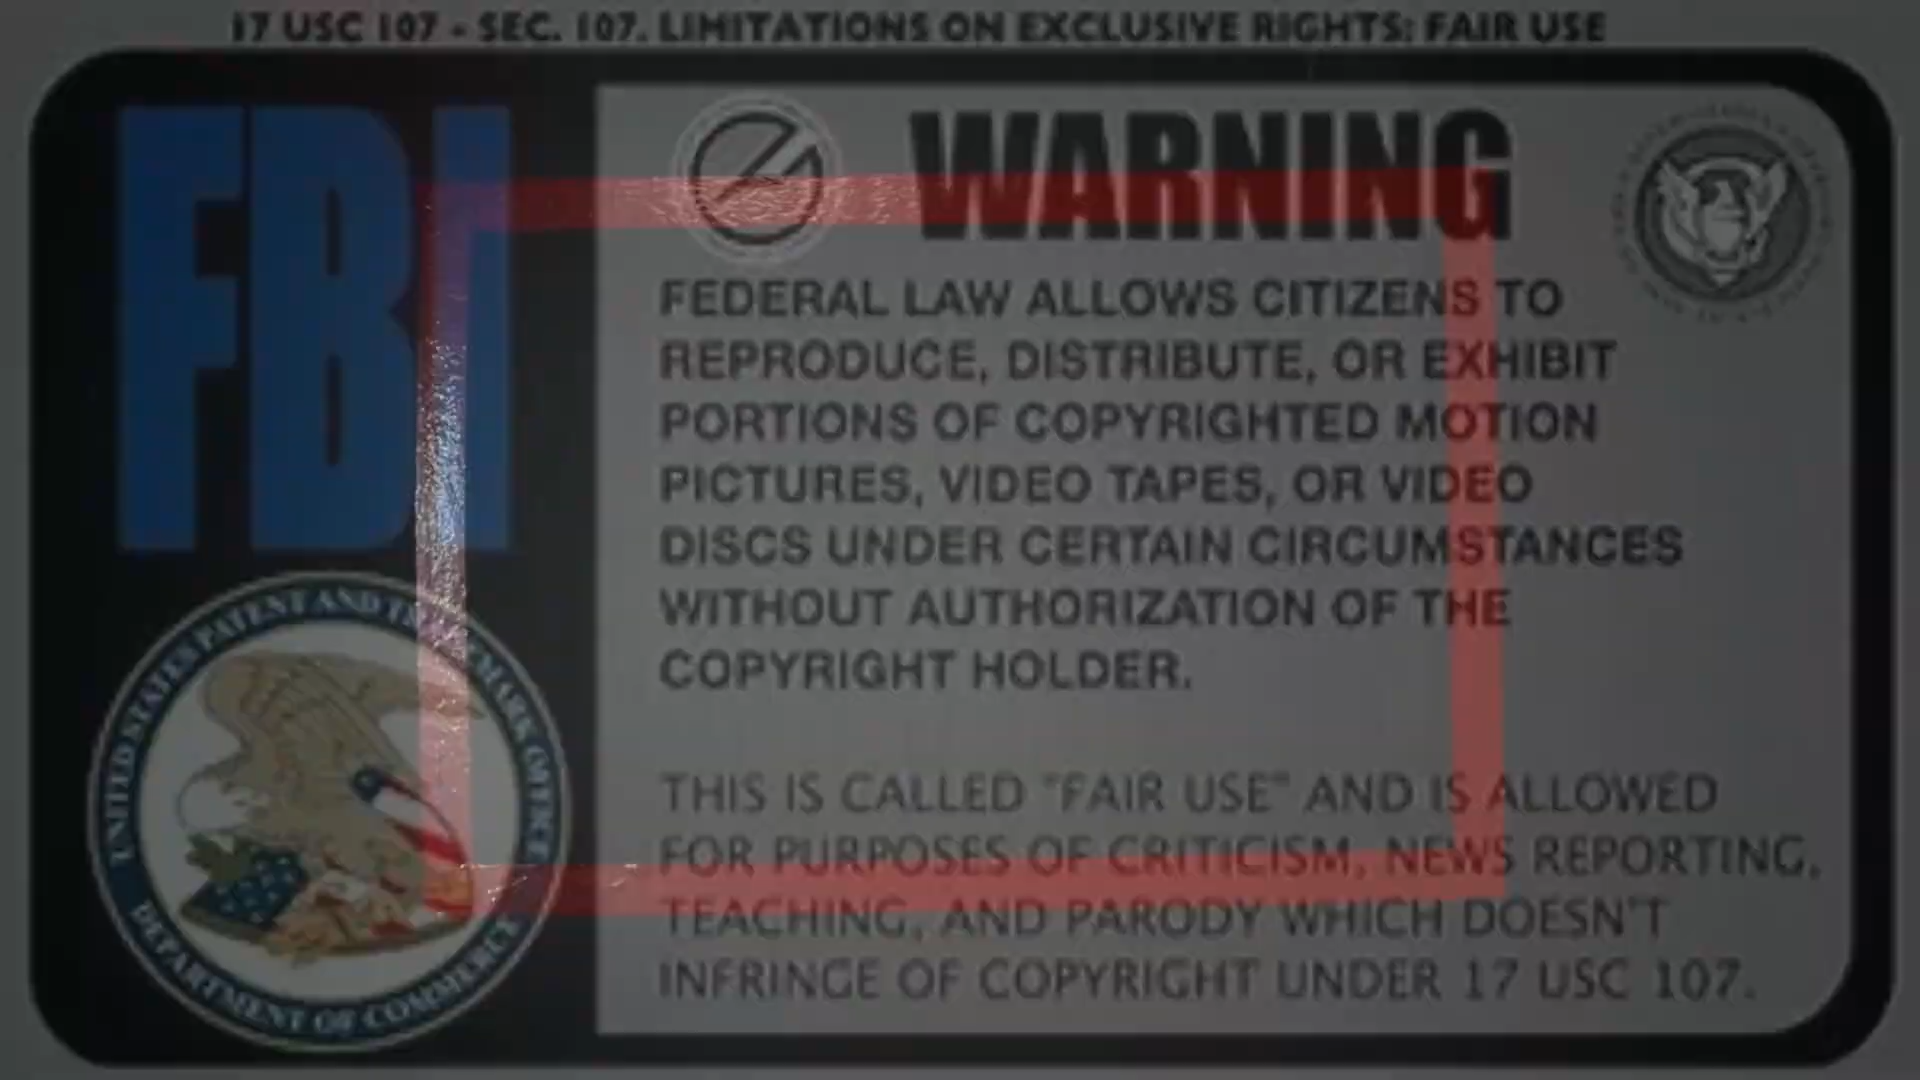 17 USC 107 - SEC. 107. LIMITATIONS ON EXCLUSIVE RIGHTS: FAIR USE
FBI
WARNING
FEDERAL LAW ALLOWS CITIZENS TO
REPRODUCE, DISTRIBUTE, OR EXHIBIT
PORTIONS OF COPYRIGHTED MOTION
PICTURES, VIDEO TAPES, OR VIDEO
DISCS UNDER CERTAIN CIRCUMSTANCES
WITHOUT AUTHORIZATION OF THE
COPYRIGHT HOLDER.
THIS IS CALLED "FAIR USE" AND IS ALLOWED
FOR PURPOSES OF CRITICISM, NEWS REPORTING,
TEACHING, AND PARODY WHICH DOESN'T
INFRINGE OF COPYRIGHT UNDER 17 USC 107.
UNITED STATES PATENT AND TRADEMARK OFFICE
DEPARTMENT OF COMMERCE